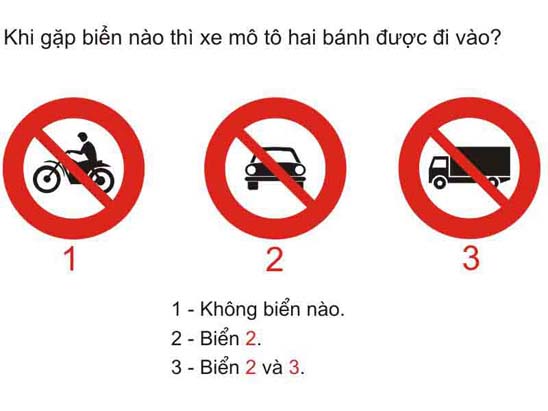 Khi gặp biển nào thì xe mô tô hai bánh được đi vào?
1 2 3
1 - Không biển nào.
2 - Biển 2.
3 - Biển 2 và 3.